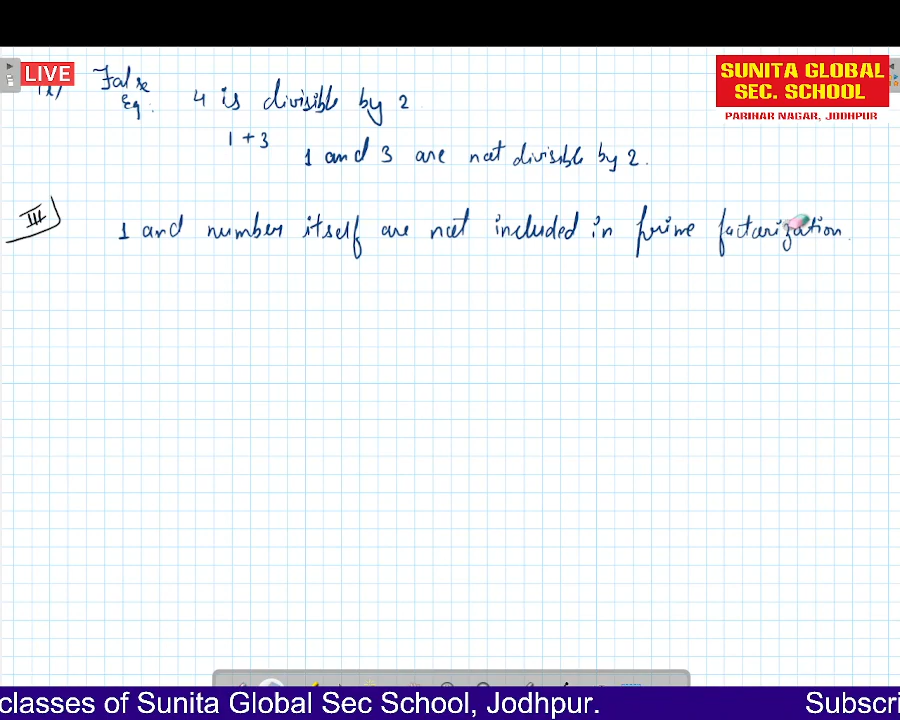 LIVE
SUNITA GLOBAL
SEC. SCHOOL
PARIHAR NAGAR, JODHPUR
False
Eg. 4 is divisible by 2.
1 + 3
1 and 3 are not divisible by 2.
III) 1 and number itself are not included in prime factorization.
classes of Sunita Global Sec School, Jodhpur. Subscri